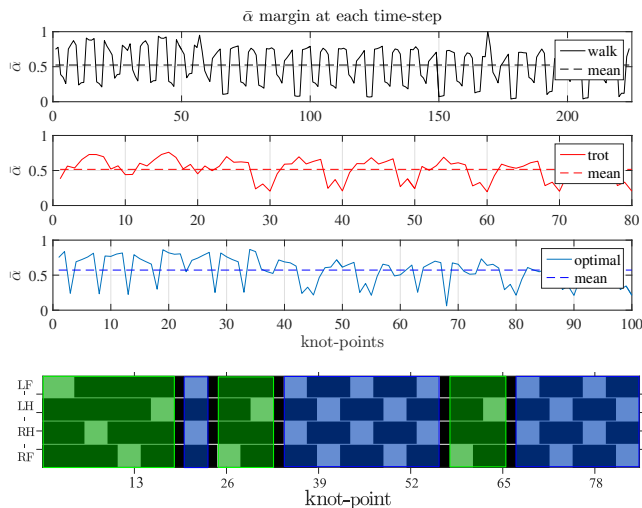 ᾱ margin at each time-step
1
0.5
0
ᾱ
walk
mean
0 50 100 150 200
1
0.5
0
ᾱ
trot
mean
0 10 20 30 40 50 60 70 80
1
0.5
0
ᾱ
optimal
mean
0 10 20 30 40 50 60 70 80 90 100
knot-points
LF
LH
RH
RF
13 26 39 52 65 78
knot-point